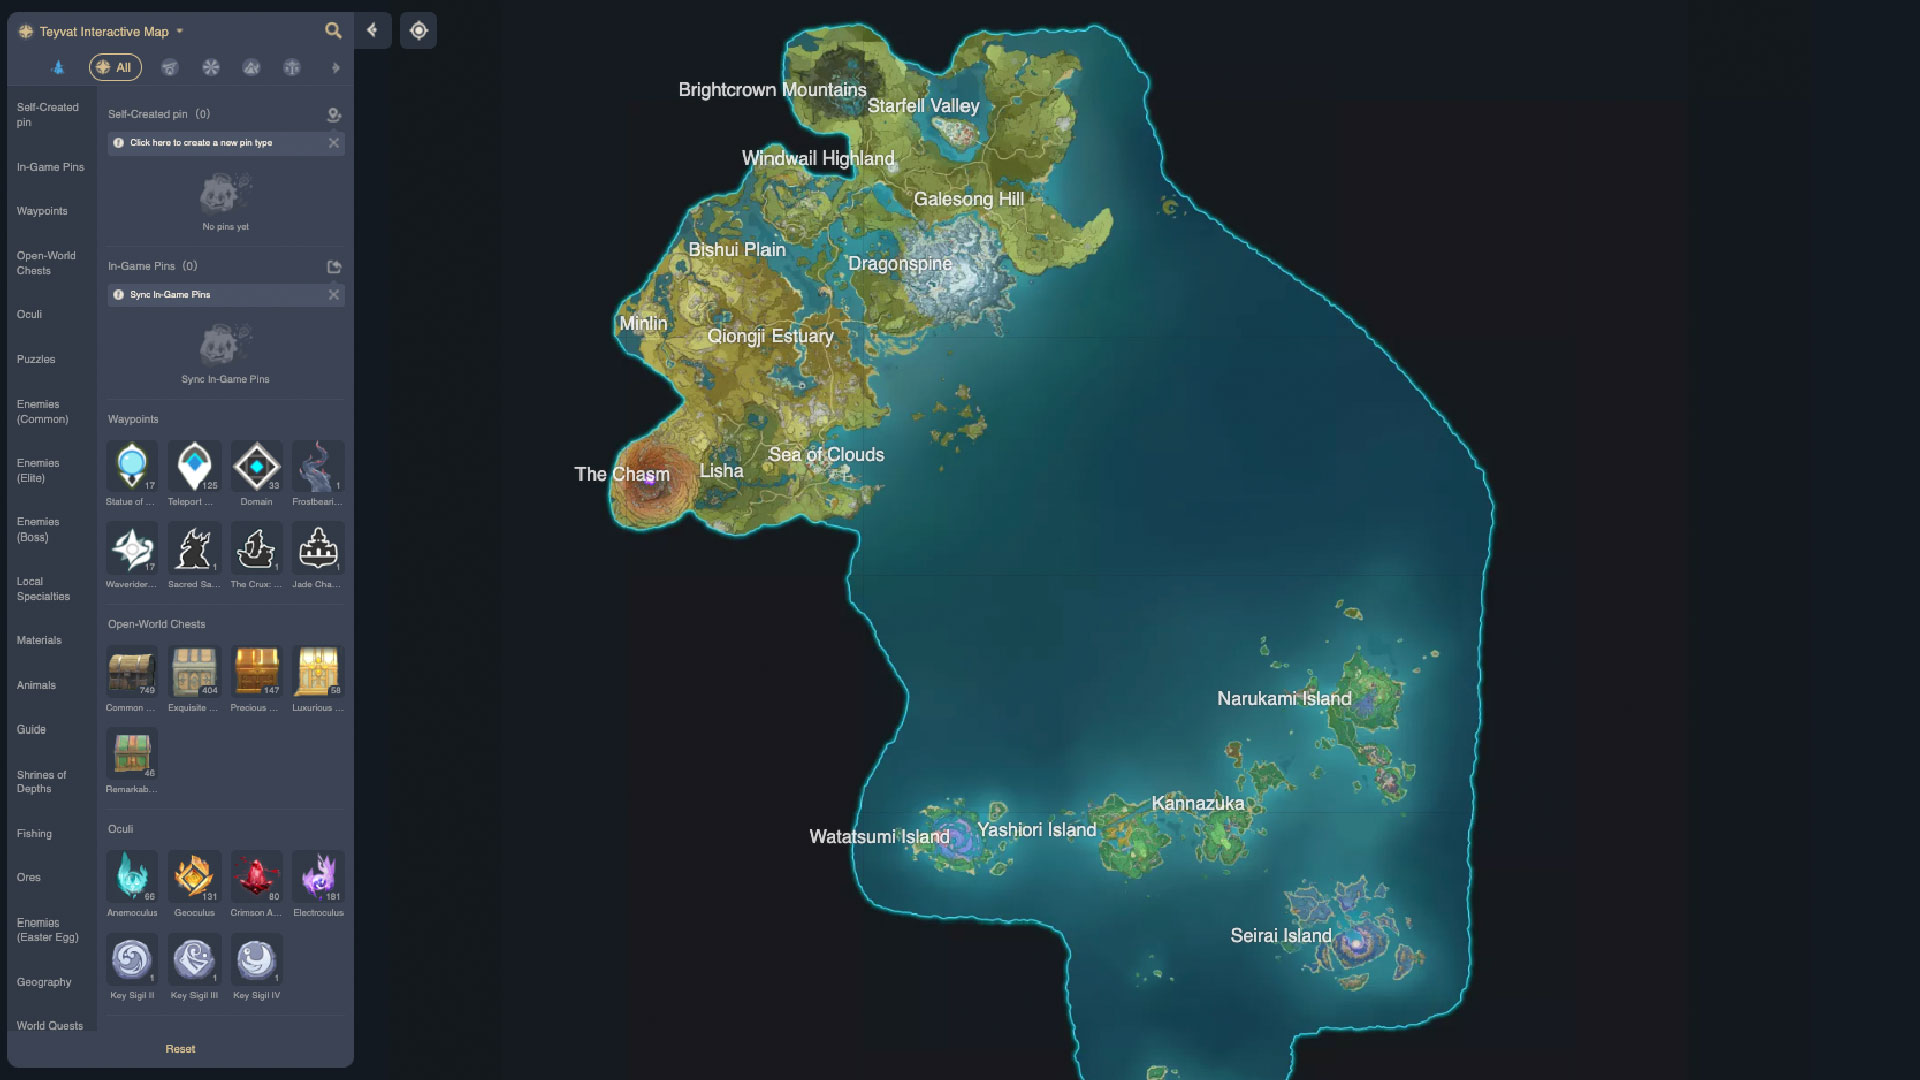 Teyvat Interactive Map
All
Self-Created pin
In-Game Pins
Waypoints
Open-World Chests
Oculi
Puzzles
Enemies (Common)
Enemies (Elite)
Enemies (Boss)
Local Specialties
Materials
Animals
Guide
Shrines of Depths
Fishing
Ores
Enemies (Easter Egg)
Geography
World Quests
Self-Created pin (0)
Click here to create a new pin type
No pins yet
In-Game Pins (0)
Sync In-Game Pins
Sync In-Game Pins
Waypoints
17
125
33
1
Statue of ...
Teleport ...
Domain
Frostbeari...
17
1
1
1
Waverider...
Sacred Sa...
The Crux: ...
Jade Cha...
Open-World Chests
749
404
147
58
Common ...
Exquisite ...
Precious ...
Luxurious ...
46
Remarkab...
Oculi
66
131
80
181
Anemoculus
Geoculus
Crimson A...
Electroculus
1
1
1
Key Sigil II
Key Sigil III
Key Sigil IV
Reset
Brightcrown Mountains
Starfell Valley
Windwail Highland
Galesong Hill
Bishui Plain
Dragonspine
Minlin
Qiongji Estuary
Sea of Clouds
The Chasm
Lisha
Narukami Island
Kannazuka
Yashiori Island
Watatsumi Island
Seirai Island